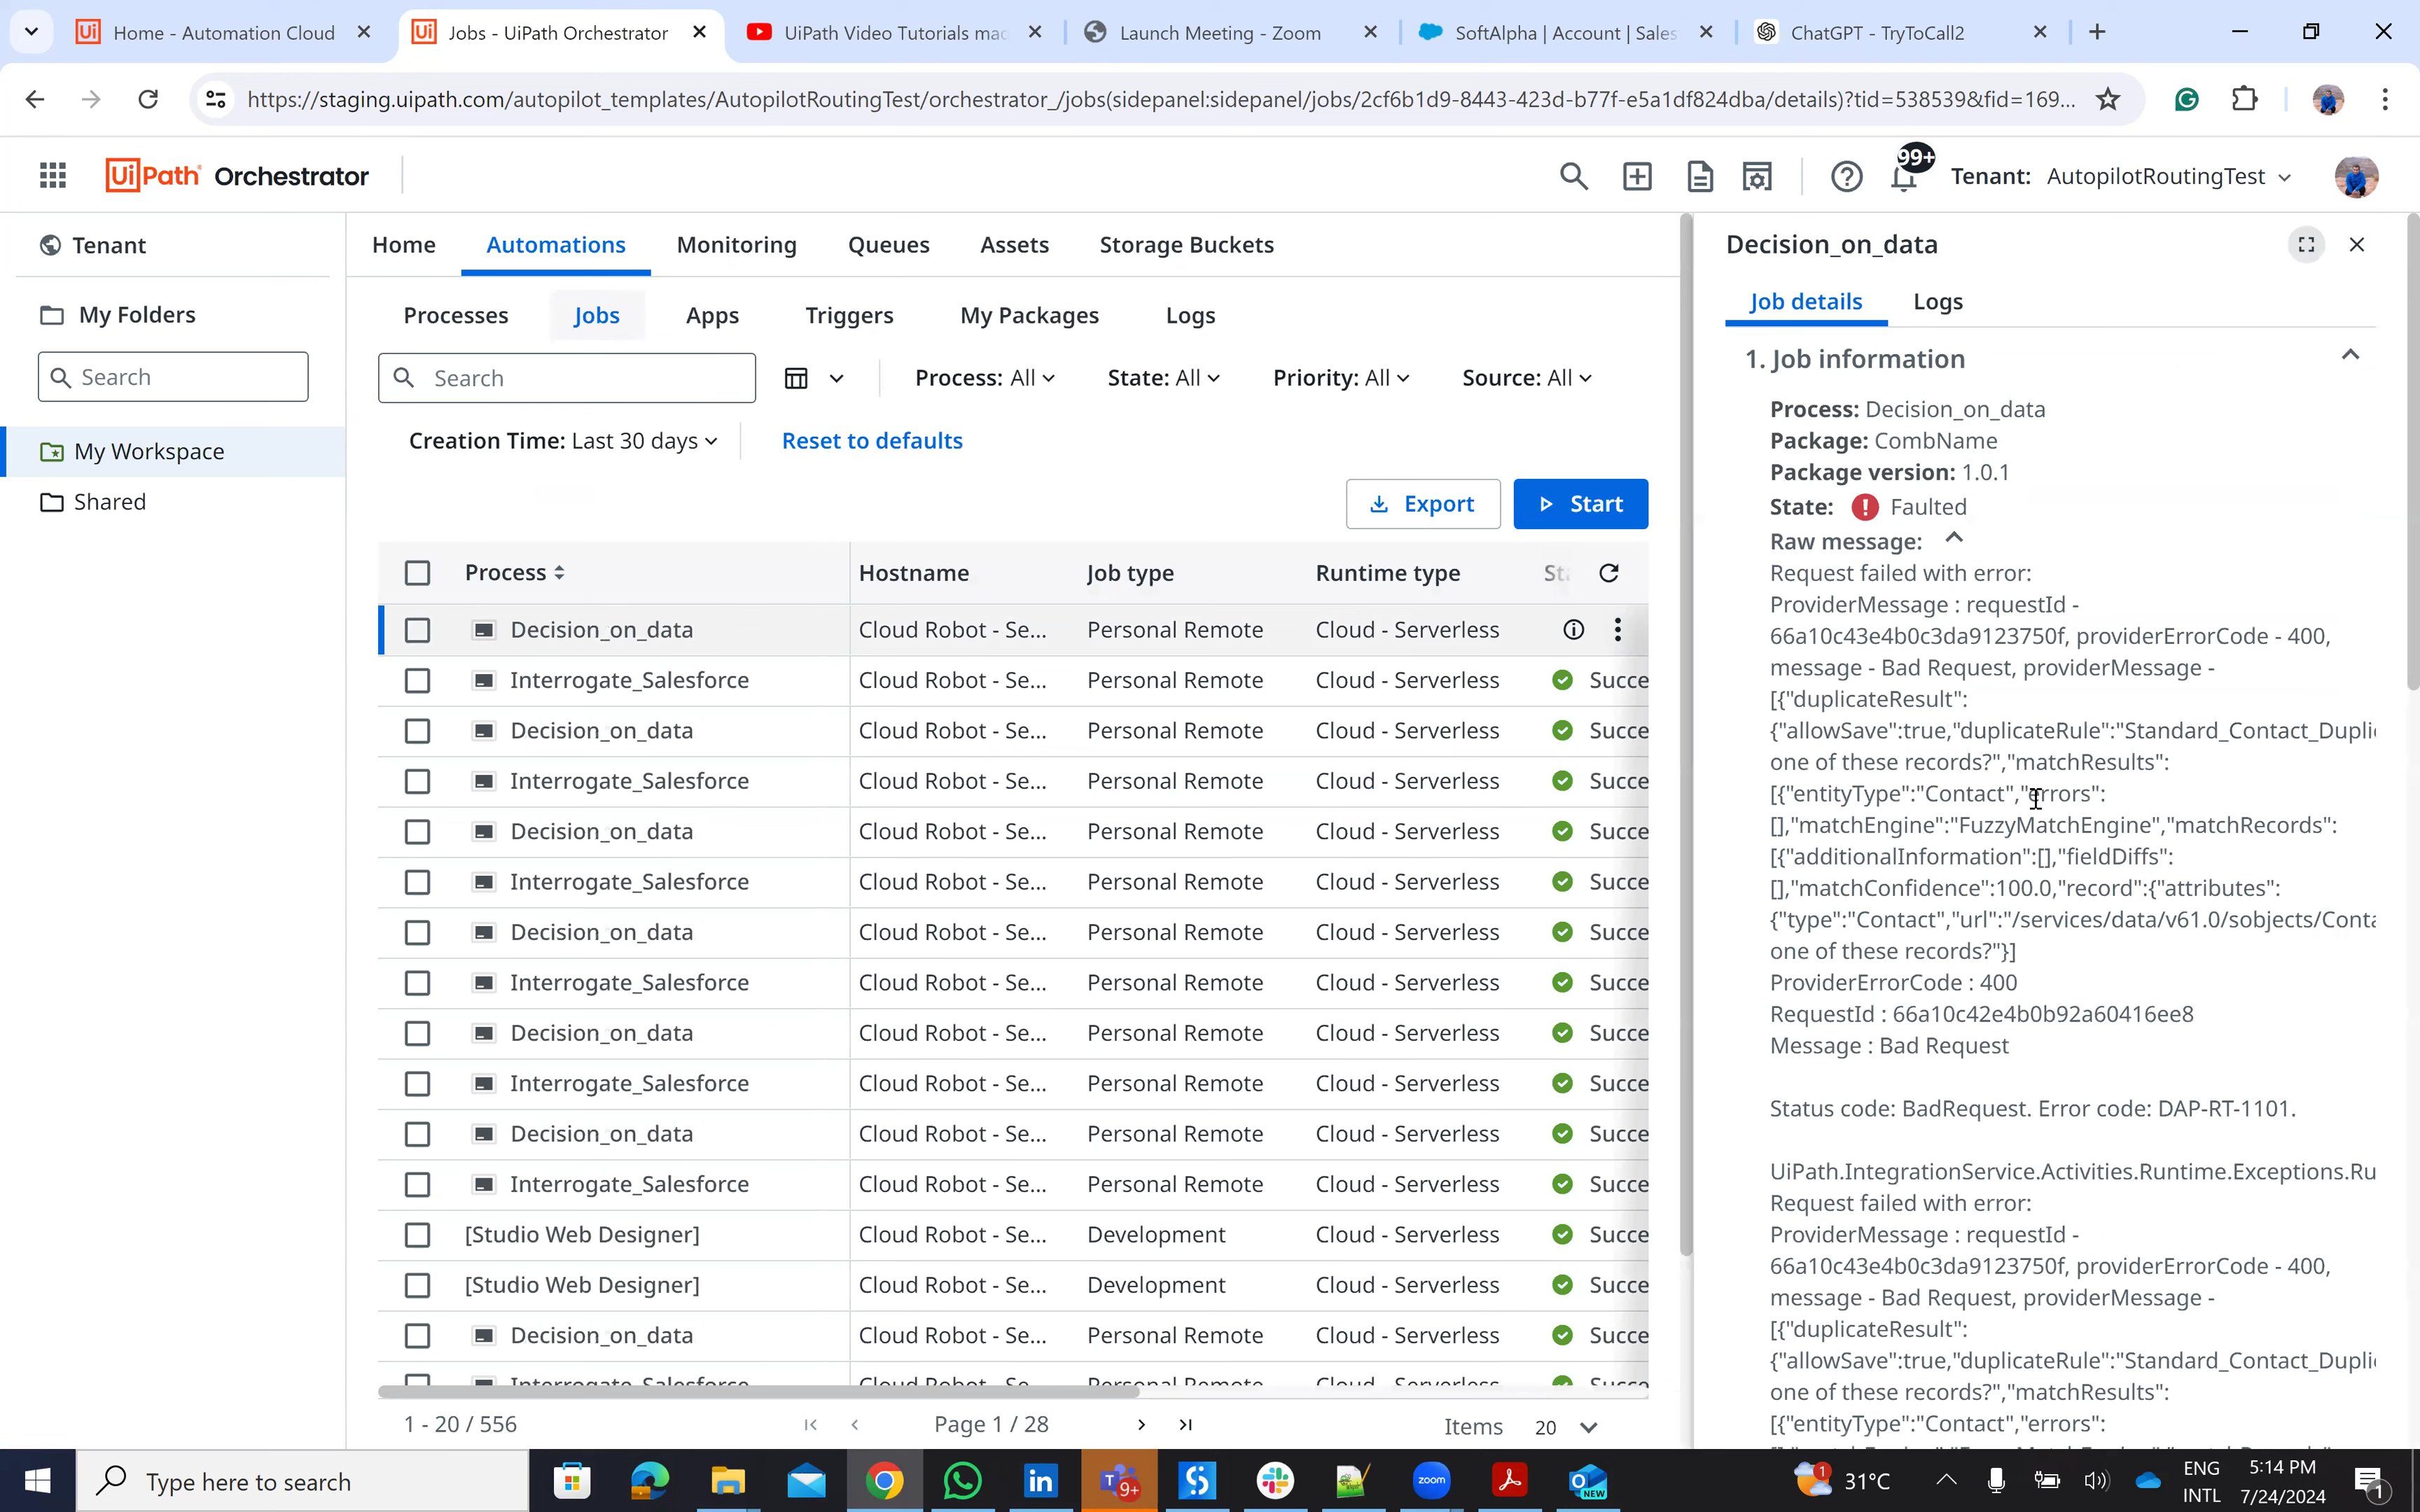 Home - Automation Cloud
Jobs - UiPath Orchestrator
UiPath Video Tutorials mac
Launch Meeting - Zoom
SoftAlpha | Account | Sales
ChatGPT - TryToCall2
https://staging.uipath.com/autopilot_templates/AutopilotRoutingTest/orchestrator_/jobs(sidepanel:sidepanel/jobs/2cf6b1d9-8443-423d-b77f-e5a1df824dba/details)?tid=538539&fid=169...
UiPath Orchestrator
99+
Tenant: AutopilotRoutingTest
Tenant
My Folders
Search
My Workspace
Shared
Home Automations Monitoring Queues Assets Storage Buckets
Processes Jobs Apps Triggers My Packages Logs
Search
Process: All
State: All
Priority: All
Source: All
Creation Time: Last 30 days
Reset to defaults
Export
Start
Process Hostname Job type Runtime type
Decision_on_data Cloud Robot - Se... Personal Remote Cloud - Serverless
Interrogate_Salesforce Cloud Robot - Se... Personal Remote Cloud - Serverless Succe
Decision_on_data Cloud Robot - Se... Personal Remote Cloud - Serverless Succe
Interrogate_Salesforce Cloud Robot - Se... Personal Remote Cloud - Serverless Succe
Decision_on_data Cloud Robot - Se... Personal Remote Cloud - Serverless Succe
Interrogate_Salesforce Cloud Robot - Se... Personal Remote Cloud - Serverless Succe
Decision_on_data Cloud Robot - Se... Personal Remote Cloud - Serverless Succe
Interrogate_Salesforce Cloud Robot - Se... Personal Remote Cloud - Serverless Succe
Decision_on_data Cloud Robot - Se... Personal Remote Cloud - Serverless Succe
Interrogate_Salesforce Cloud Robot - Se... Personal Remote Cloud - Serverless Succe
Decision_on_data Cloud Robot - Se... Personal Remote Cloud - Serverless Succe
Interrogate_Salesforce Cloud Robot - Se... Personal Remote Cloud - Serverless Succe
[Studio Web Designer] Cloud Robot - Se... Development Cloud - Serverless Succe
[Studio Web Designer] Cloud Robot - Se... Development Cloud - Serverless Succe
Decision_on_data Cloud Robot - Se... Personal Remote Cloud - Serverless Succe
Interrogate_Salesforce Cloud Robot - Se... Personal Remote Cloud - Serverless Succe
1 - 20 / 556
Page 1 / 28
Items 20
Decision_on_data
Job details Logs
1. Job information
Process: Decision_on_data
Package: CombName
Package version: 1.0.1
State: Faulted
Raw message:
Request failed with error:
ProviderMessage : requestId -
66a10c43e4b0c3da9123750f, providerErrorCode - 400,
message - Bad Request, providerMessage -
[{"duplicateResult":
{"allowSave":true,"duplicateRule":"Standard_Contact_Dupli
one of these records?","matchResults":
[{"entityType":"Contact","errors":
[],"matchEngine":"FuzzyMatchEngine","matchRecords":
[{"additionalInformation":[],"fieldDiffs":
[],"matchConfidence":100.0,"record":{"attributes":
{"type":"Contact","url":"/services/data/v61.0/sobjects/Conta
one of these records?"}]
ProviderErrorCode : 400
RequestId : 66a10c42e4b0b92a60416ee8
Message : Bad Request
Status code: BadRequest. Error code: DAP-RT-1101.
UiPath.IntegrationService.Activities.Runtime.Exceptions.Ru
Request failed with error:
ProviderMessage : requestId -
66a10c43e4b0c3da9123750f, providerErrorCode - 400,
message - Bad Request, providerMessage -
[{"duplicateResult":
{"allowSave":true,"duplicateRule":"Standard_Contact_Dupli
one of these records?","matchResults":
[{"entityType":"Contact","errors":
Type here to search
9+
zoom
NEW
1
31°C
ENG
INTL
5:14 PM
7/24/2024
1